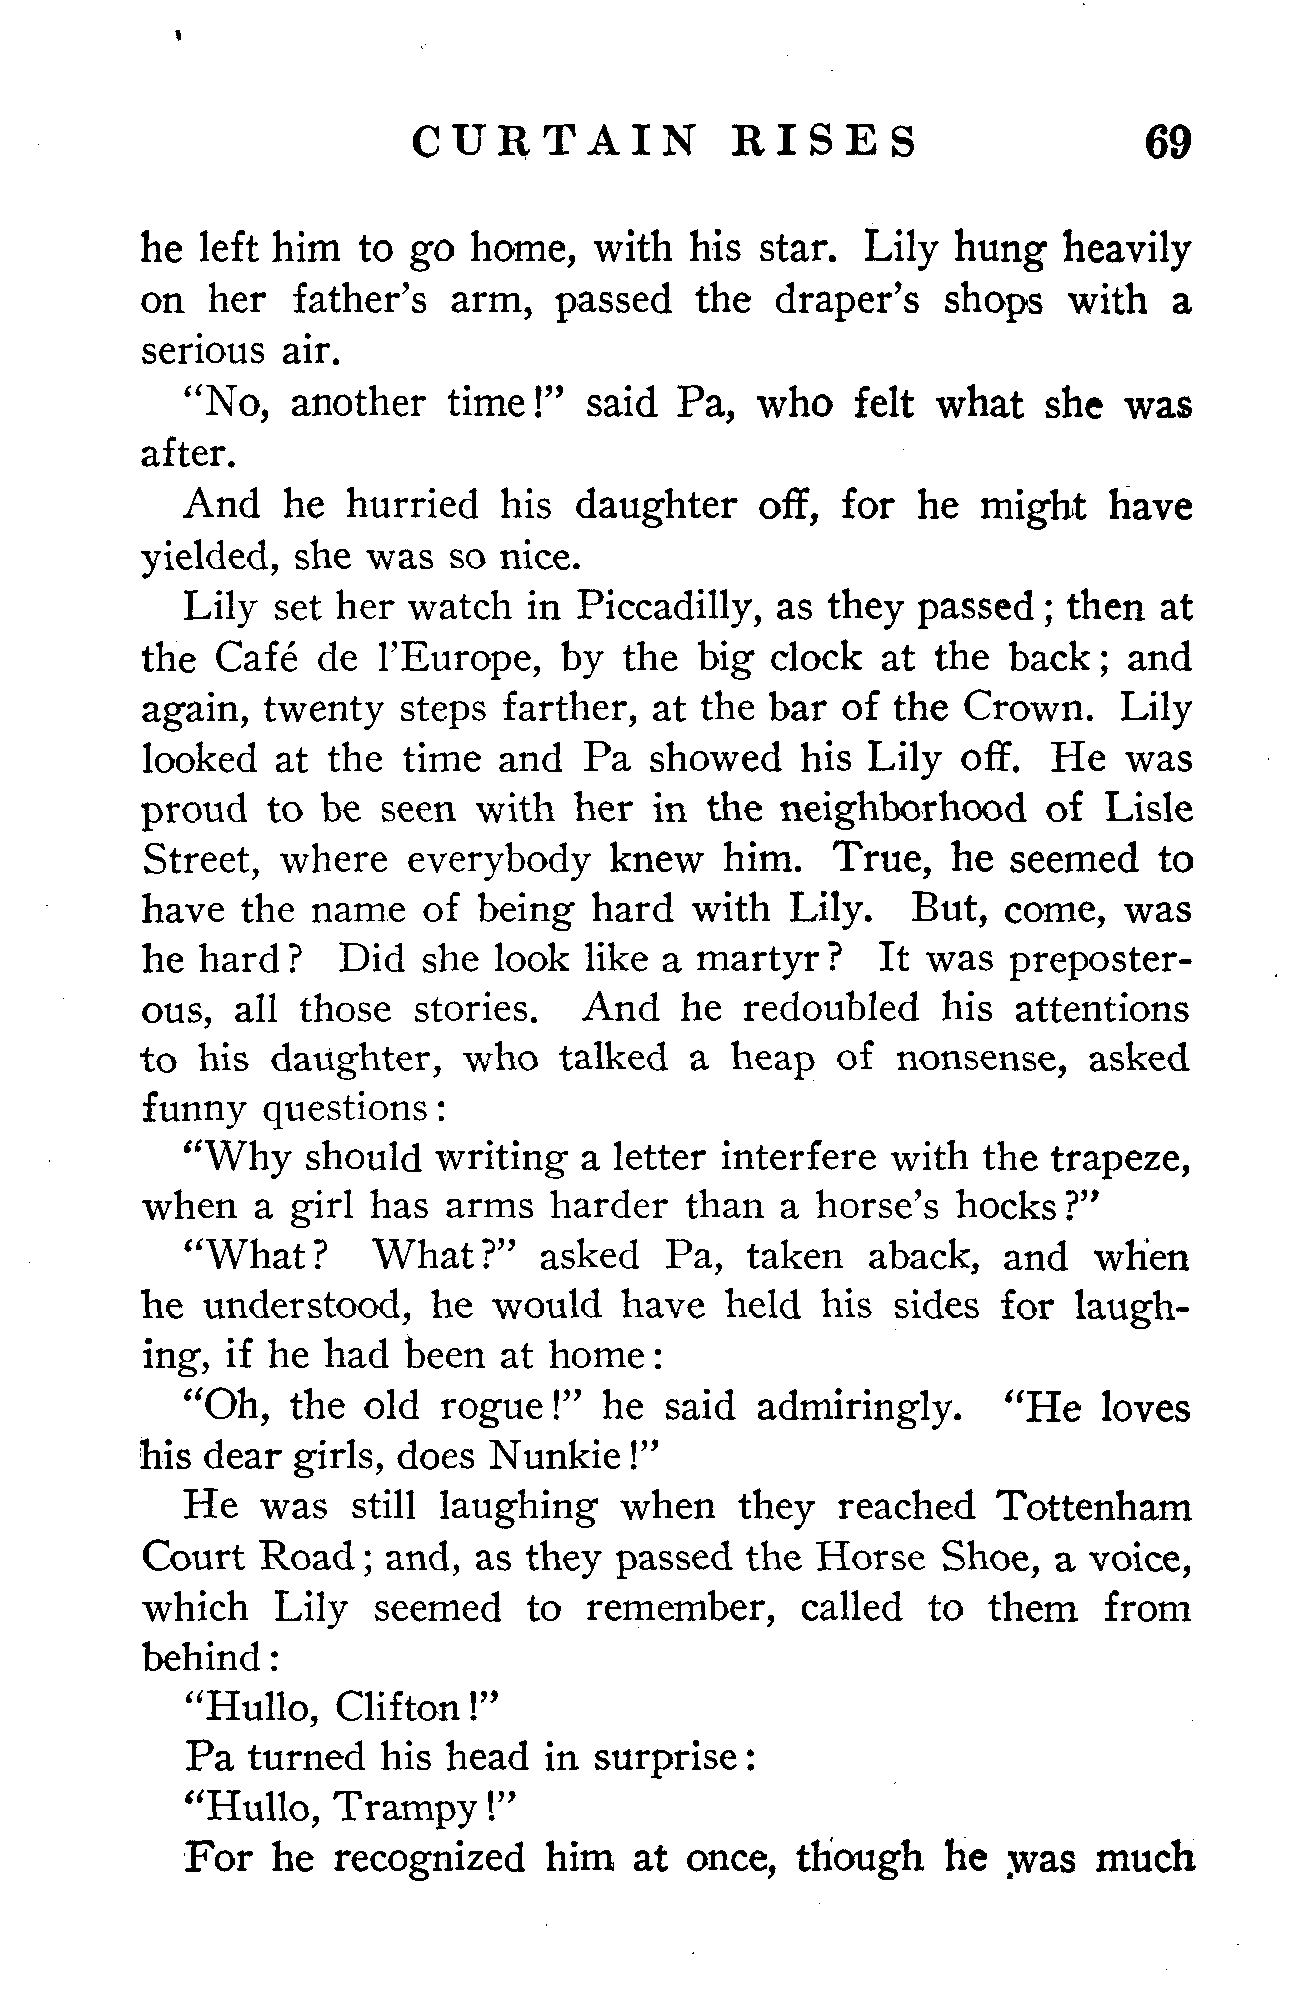 CURTAIN RISES 69
he left him to go home, with his star. Lily hung heavily
on her father's arm, passed the draper's shops with a
serious air.
"No, another time!" said Pa, who felt what she was
after.
And he hurried his daughter off, for he might have
yielded, she was so nice.
Lily set her watch in Piccadilly, as they passed; then at
the Café de l'Europe, by the big clock at the back; and
again, twenty steps farther, at the bar of the Crown. Lily
looked at the time and Pa showed his Lily off. He was
proud to be seen with her in the neighborhood of Lisle
Street, where everybody knew him. True, he seemed to
have the name of being hard with Lily. But, come, was
he hard? Did she look like a martyr? It was preposter-
ous, all those stories. And he redoubled his attentions
to his daughter, who talked a heap of nonsense, asked
funny questions:
"Why should writing a letter interfere with the trapeze,
when a girl has arms harder than a horse's hocks?"
"What? What?" asked Pa, taken aback, and when
he understood, he would have held his sides for laugh-
ing, if he had been at home:
"Oh, the old rogue!" he said admiringly. "He loves
his dear girls, does Nunkie!"
He was still laughing when they reached Tottenham
Court Road; and, as they passed the Horse Shoe, a voice,
which Lily seemed to remember, called to them from
behind:
"Hullo, Clifton!"
Pa turned his head in surprise:
"Hullo, Trampy!"
For he recognized him at once, though he was much